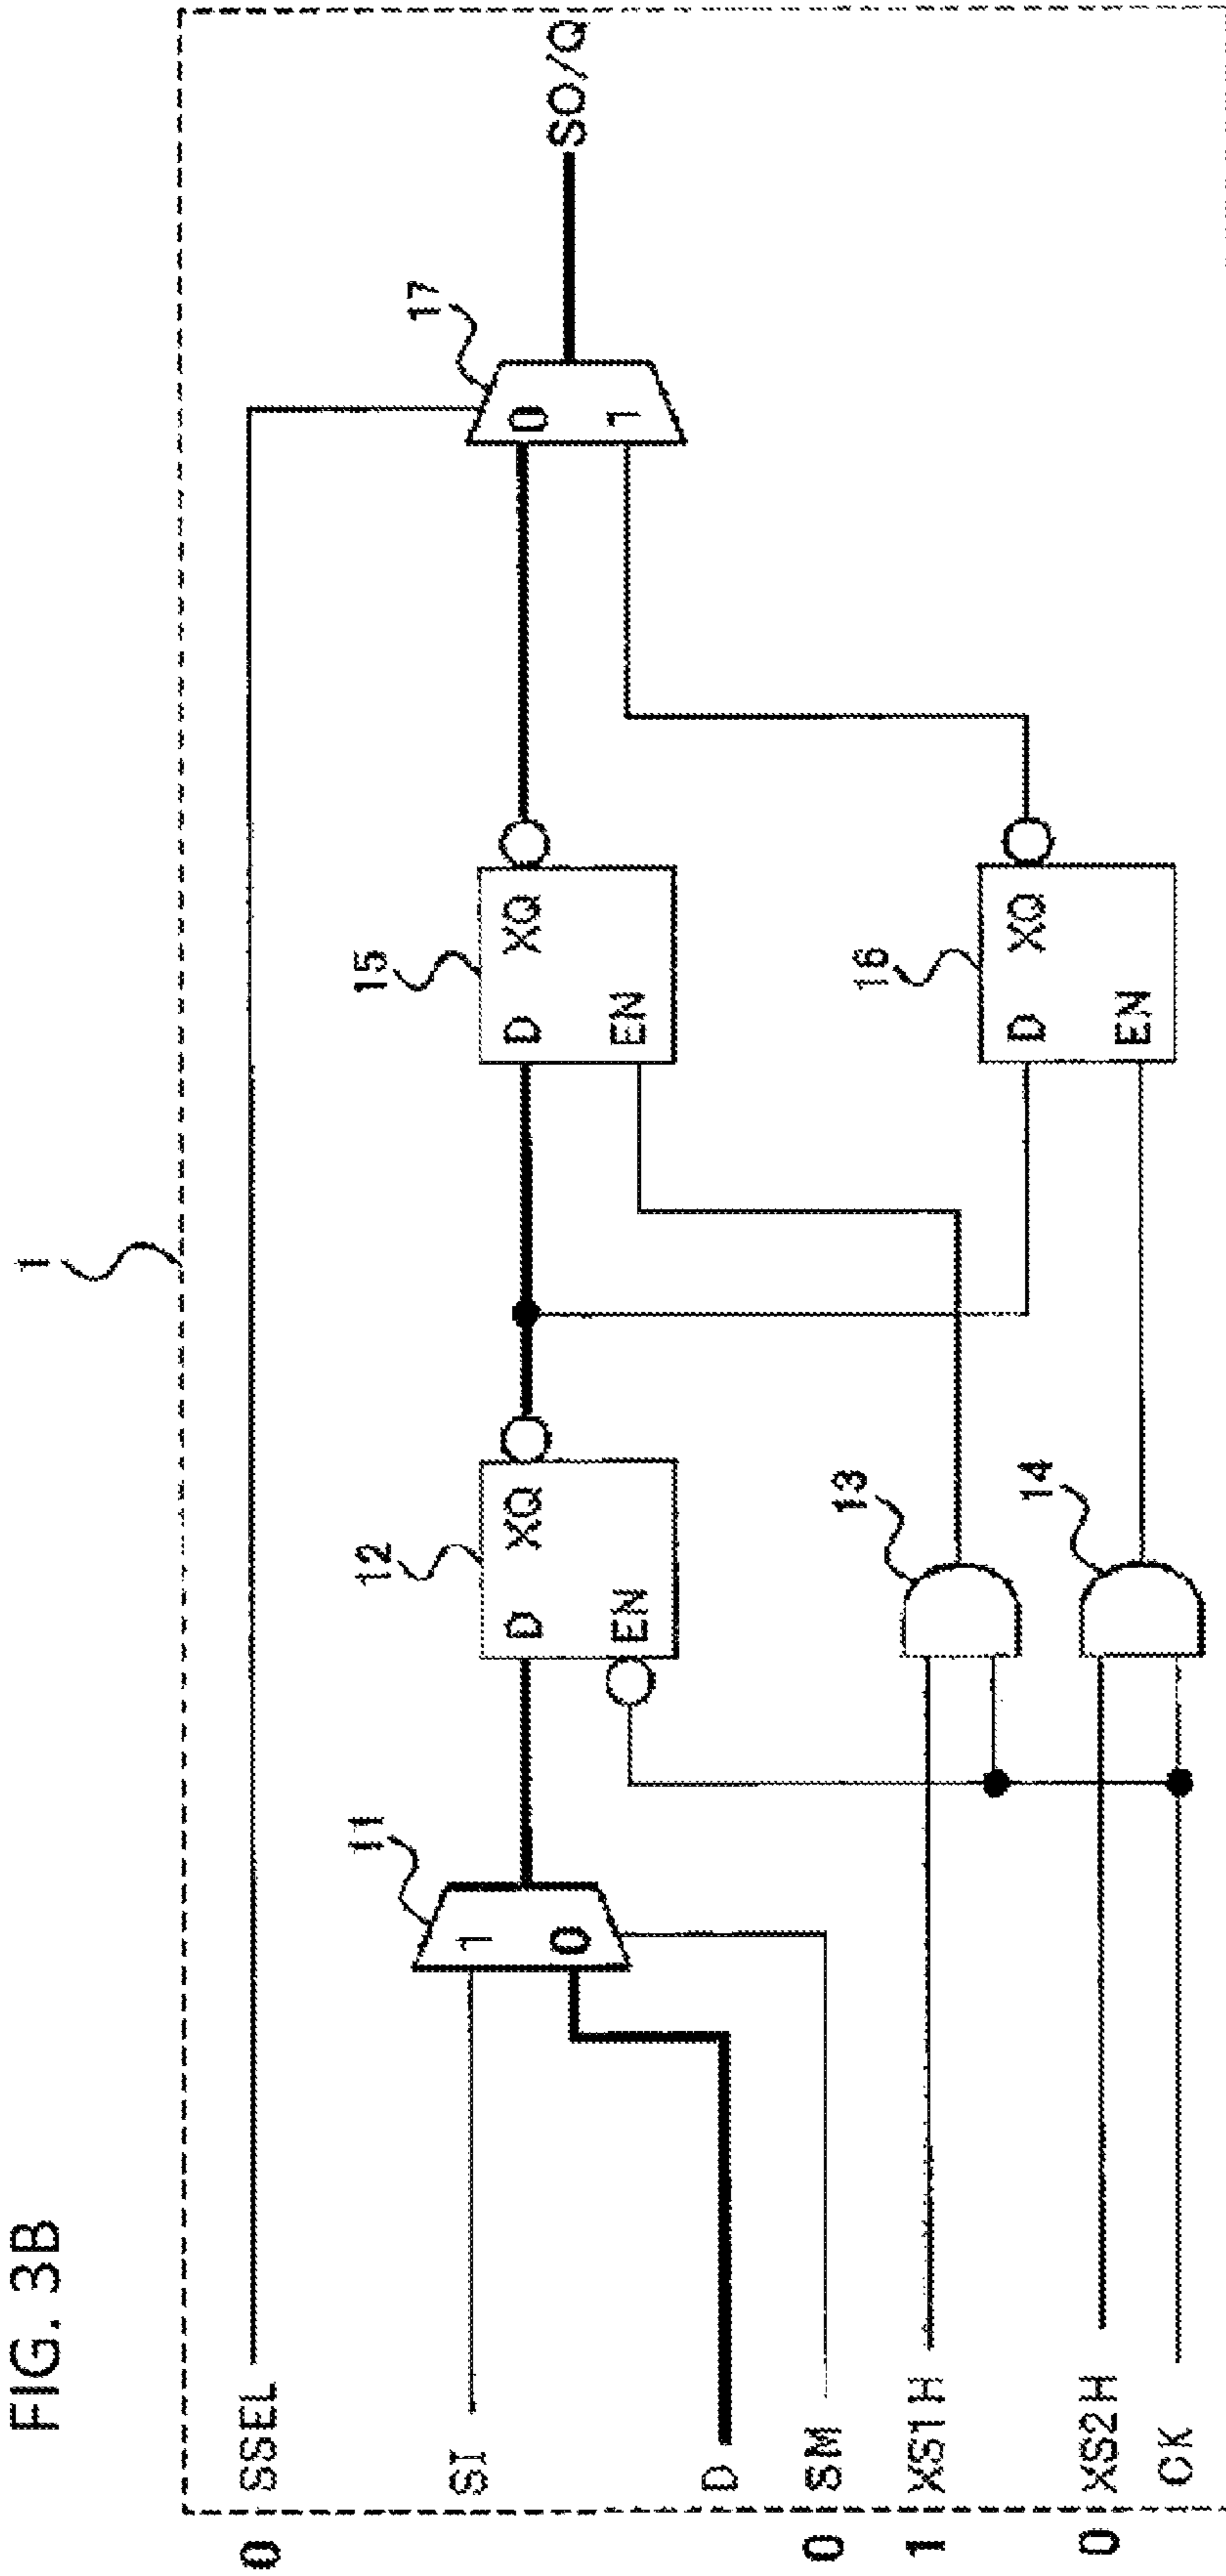 FIG. 3B
1
0 SSEL
17
SO/Q
11
12
15
SI
1
D XQ
D XQ
0
0
EN
EN
1
D
0 SM
13
16
1 XS1H
D XQ
14
EN
0 XS2H
CK